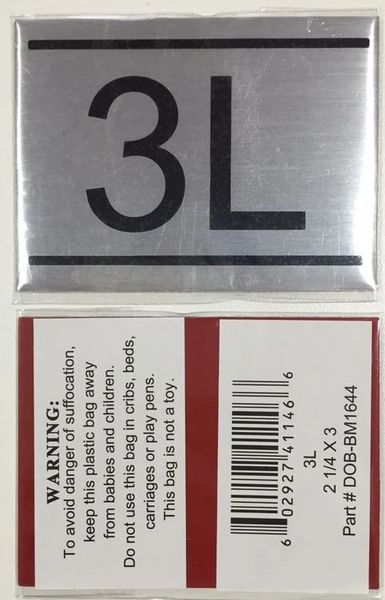 3L
WARNING:
To avoid danger of suffocation,
keep this plastic bag away
from babies and children.
Do not use this bag in cribs, beds,
carriages or play pens.
This bag is not a toy.
6 02927 41146 6
3L
2 1/4 X 3
Part # DOB-BM1644